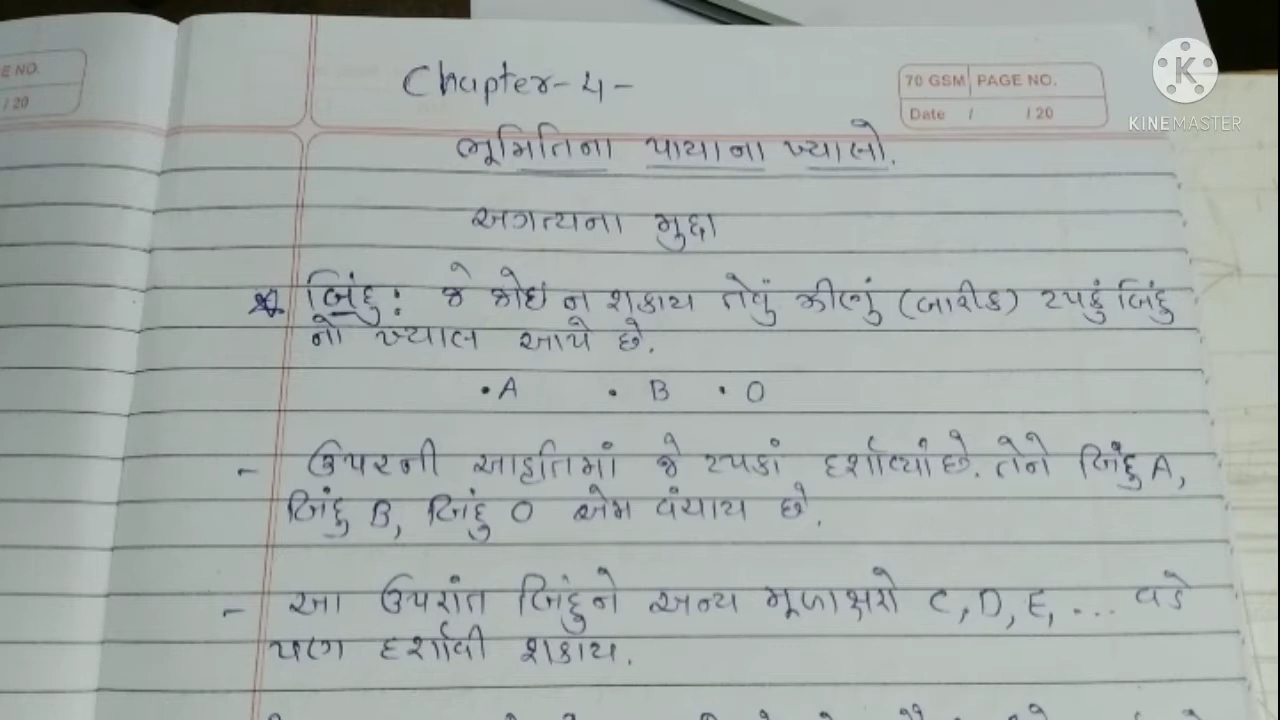 E NO.
/ 20
Chapter-4-
70 GSM PAGE NO.
Date / / 20
KINEMASTER
ભૂમિતિના પાયાના ખ્યાલો.
અગત્યના મુદ્દા
બિંદુ : જે જોઈ ન શકાય તેવું ઝીણું (બારીક) ટપકું બિંદુ
નો ખ્યાલ આપે છે.
.A . B . O
- ઉપરની આકૃતિમાં જે ટપકાં દર્શાવ્યાં છે. તેને બિંદુ A,
બિંદુ B, બિંદુ O એમ વંચાય છે.
- આ ઉપરાંત બિંદુને અન્ય મૂળાક્ષરો C, D, E, ... વડે
પણ દર્શાવી શકાય.